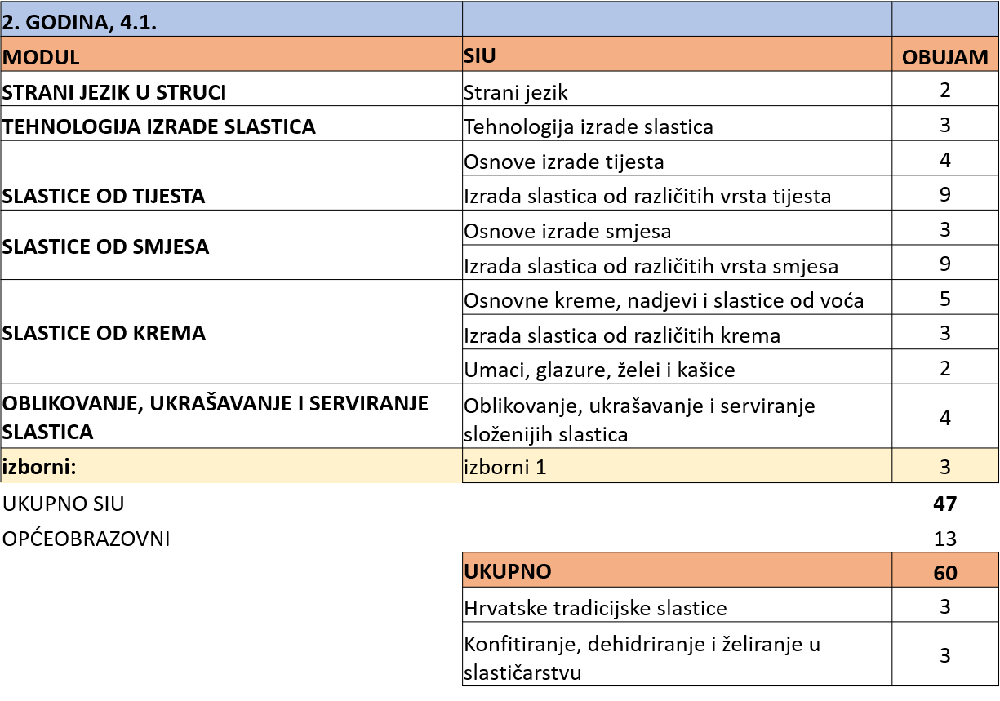 2. GODINA, 4.1.
MODUL SIU OBUJAM
STRANI JEZIK U STRUCI Strani jezik 2
TEHNOLOGIJA IZRADE SLASTICA Tehnologija izrade slastica 3
Osnove izrade tijesta 4
SLASTICE OD TIJESTA Izrada slastica od različitih vrsta tijesta 9
SLASTICE OD SMJESA
Osnove izrade smjesa 3
Izrada slastica od različitih vrsta smjesa 9
Osnovne kreme, nadjevi i slastice od voća 5
SLASTICE OD KREMA Izrada slastica od različitih krema 3
Umaci, glazure, želei i kašice 2
OBLIKOVANJE, UKRAŠAVANJE I SERVIRANJE
SLASTICA
Oblikovanje, ukrašavanje i serviranje
složenijih slastica
4
izborni: izborni 1 3
UKUPNO SIU 47
OPĆEOBRAZOVNI 13
UKUPNO 60
Hrvatske tradicijske slastice 3
Konfitiranje, dehidriranje i želiranje u
slastičarstvu
3